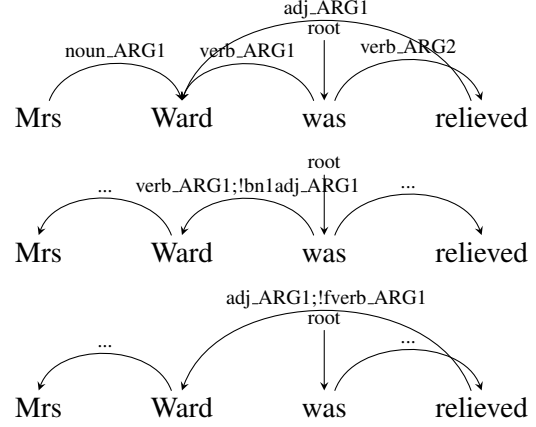 adj_ARG1
root
noun_ARG1 verb_ARG1 verb_ARG2
Mrs Ward was relieved
root
... verb_ARG1;!bn1adj_ARG1 ...
Mrs Ward was relieved
adj_ARG1;!fverb_ARG1
root
... ...
Mrs Ward was relieved